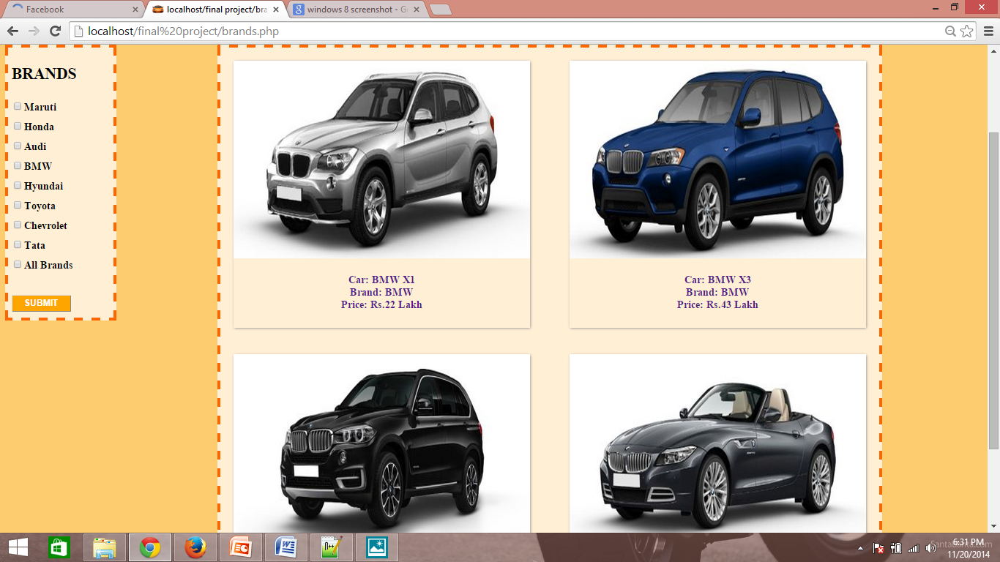 Facebook
localhost/final project/bra
windows 8 screenshot - G
localhost/final%20project/brands.php
BRANDS
Maruti
Honda
Audi
BMW
Hyundai
Toyota
Chevrolet
Tata
All Brands
SUBMIT
Car: BMW X1
Brand: BMW
Price: Rs.22 Lakh
Car: BMW X3
Brand: BMW
Price: Rs.43 Lakh
6:31 PM
11/20/2014